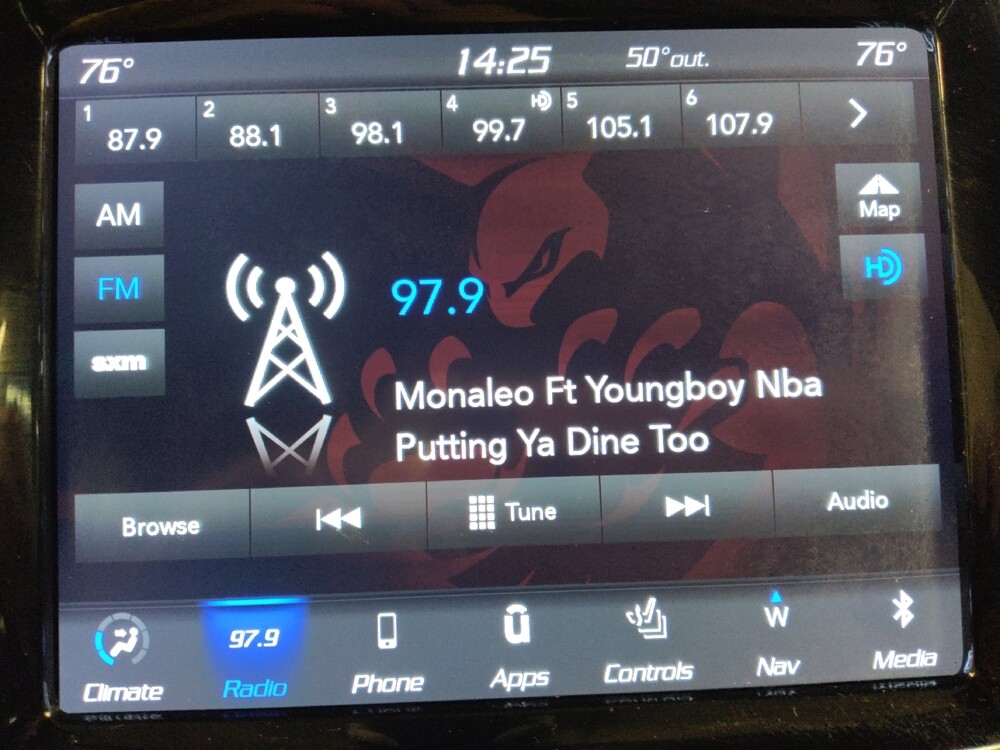 76° 14:25 50° out. 76°
1 87.9 2 88.1 3 98.1 4 HD 99.7 5 105.1 6 107.9
AM
Map
FM
HD
97.9
sxm
Monaleo Ft Youngboy Nba
Putting Ya Dine Too
Browse Tune Audio
97.9 W
Climate Radio Phone Apps Controls Nav Media